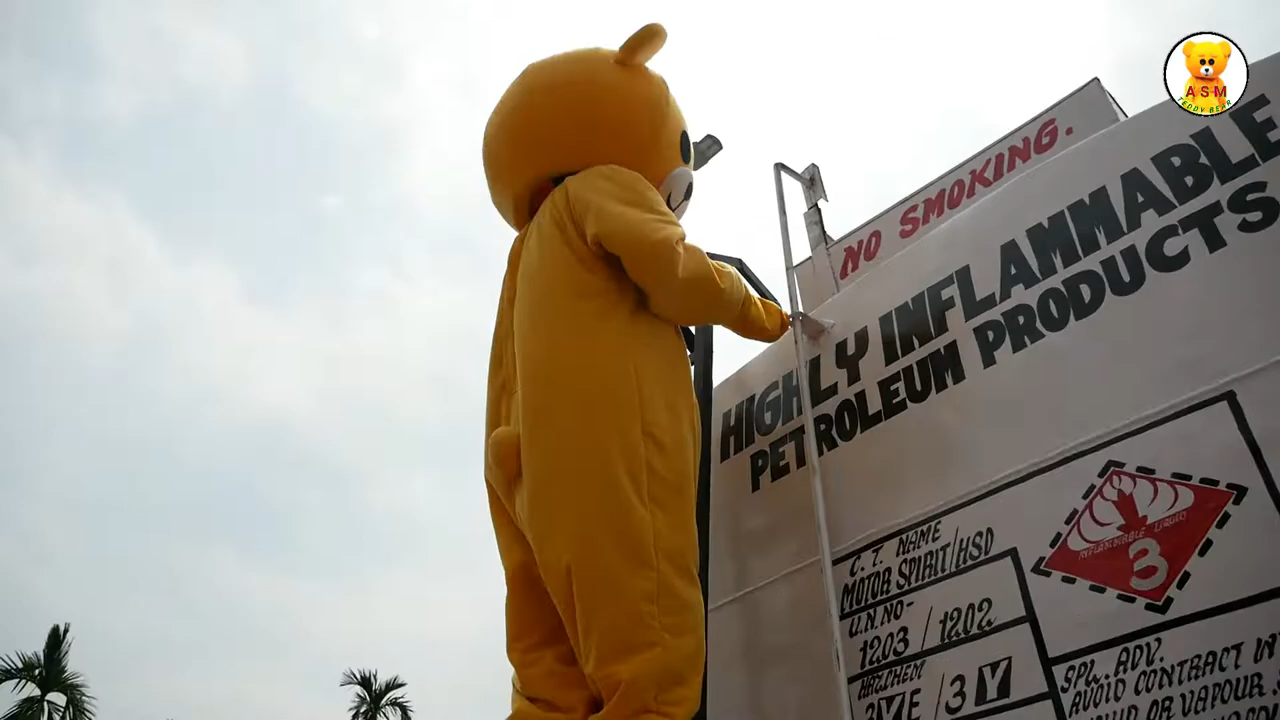 ASM
TEDDY BEAR
NO SMOKING.
HIGHLY INFLAMMABLE
PETROLEUM PRODUCTS
C.T. NAME
MOTOR SPIRIT/HSD
U.N.NO-
1203 / 1202
HAZCHEM
3YE / 3Y
INFLAMMABLE LIQUID
3
SPL. ADV.
AVOID CONTRACT
OR VAPOUR